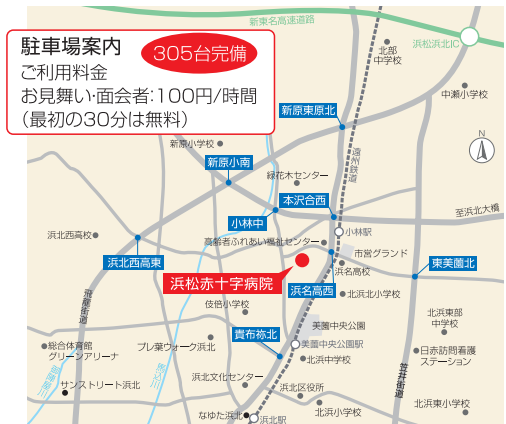 新東名高速道路
駐車場案内
305台完備
ご利用料金
お見舞い・面会者：100円/時間
（最初の30分は無料）
北部
中学校
浜松浜北IC
中瀬小学校
新原東原北
新原小学校
遠州鉄道
N
新原小南
緑花木センター
本沢合西
小林中
小林駅
至浜北大橋
浜北西高校
高齢者ふれあい福祉センター
市営グランド
浜北西高東
浜名高校
東美薗北
浜松赤十字病院
浜名高西
浜北北小学校
飛龍街道
伎倍小学校
美薗中央公園
浜北東部
中学校
貴布祢北
総合体育館
グリーンアリーナ
プレ葉ウォーク浜北
美薗中央公園駅
浜北中学校
日赤訪問看護
ステーション
笠井街道
サンストリート浜北
浜北文化センター
浜北区役所
なゆた浜北
浜北駅
浜北小学校
浜北東小学校